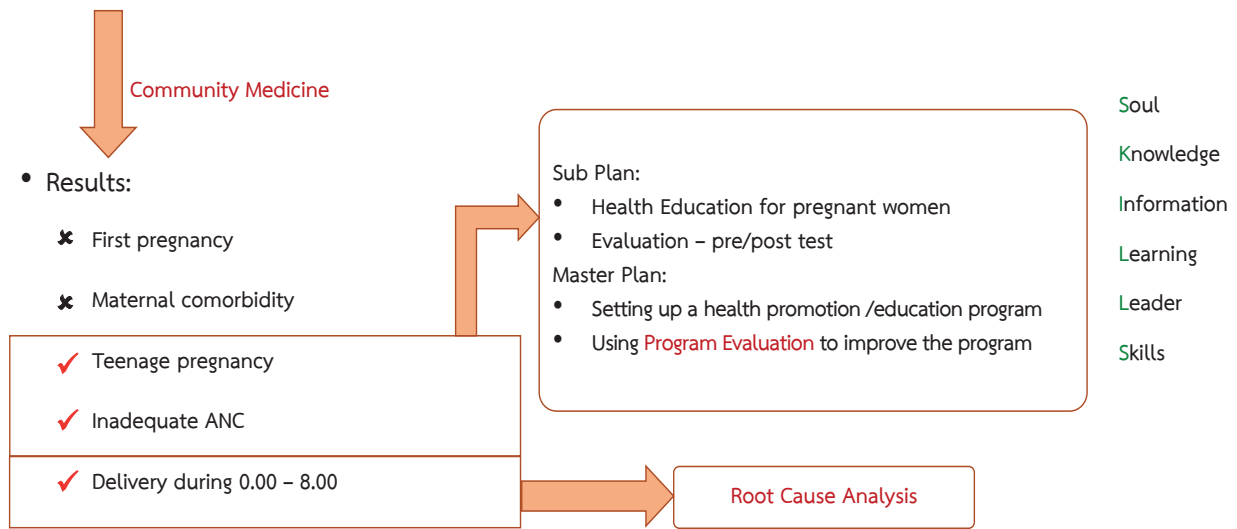 Community Medicine
• Results:
✘ First pregnancy
✘ Maternal comorbidity
✓ Teenage pregnancy
✓ Inadequate ANC
✓ Delivery during 0.00 – 8.00
Sub Plan:
• Health Education for pregnant women
• Evaluation – pre/post test
Master Plan:
• Setting up a health promotion /education program
• Using Program Evaluation to improve the program
Root Cause Analysis
Soul
Knowledge
Information
Learning
Leader
Skills